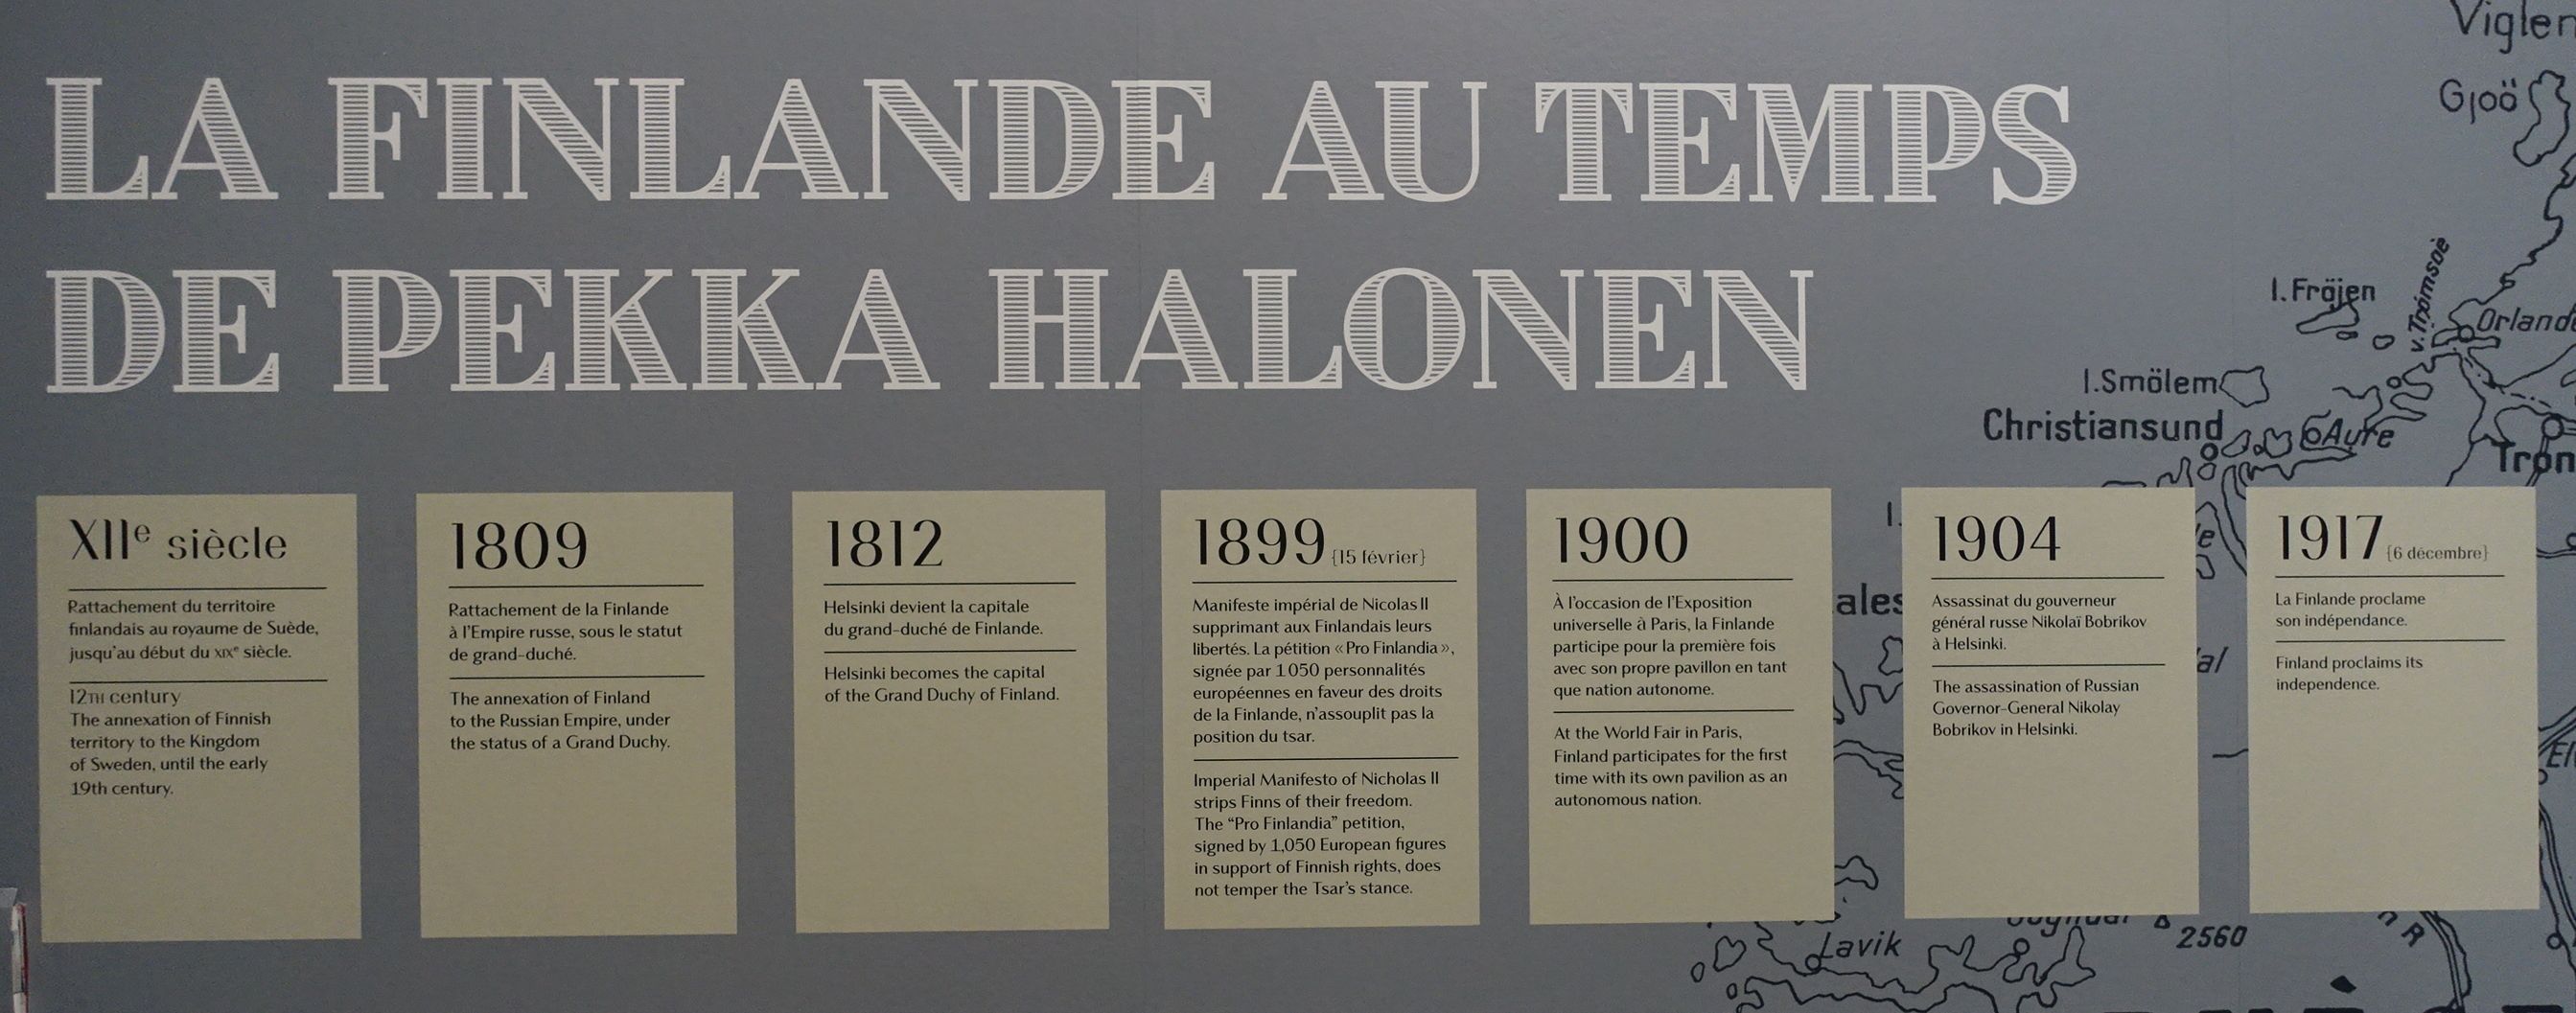 LA FINLANDE AU TEMPS
DE PEKKA HALONEN
XIIe siècle
Rattachement du territoire
finlandais au royaume de Suède,
jusqu'au début du XIXe siècle.
12TH century
The annexation of Finnish
territory to the Kingdom
of Sweden, until the early
19th century.
1809
Rattachement de la Finlande
à l'Empire russe, sous le statut
de grand-duché.
The annexation of Finland
to the Russian Empire, under
the status of a Grand Duchy.
1812
Helsinki devient la capitale
du grand-duché de Finlande.
Helsinki becomes the capital
of the Grand Duchy of Finland.
1899 {15 février}
Manifeste impérial de Nicolas II
supprimant aux Finlandais leurs
libertés. La pétition « Pro Finlandia »,
signée par 1 050 personnalités
européennes en faveur des droits
de la Finlande, n'assouplit pas la
position du tsar.
Imperial Manifesto of Nicholas II
strips Finns of their freedom.
The “Pro Finlandia” petition,
signed by 1,050 European figures
in support of Finnish rights, does
not temper the Tsar's stance.
1900
À l'occasion de l'Exposition
universelle à Paris, la Finlande
participe pour la première fois
avec son propre pavillon en tant
que nation autonome.
At the World Fair in Paris,
Finland participates for the first
time with its own pavilion as an
autonomous nation.
1904
Assassinat du gouverneur
général russe Nikolaï Bobrikov
à Helsinki.
The assassination of Russian
Governor-General Nikolay
Bobrikov in Helsinki.
1917 {6 décembre}
La Finlande proclame
son indépendance.
Finland proclaims its
independence.
Viglen
Gjoö
I. Fröjen
Orland
I. Smölem
Christiansund
Tron
ales
Lavik
2560